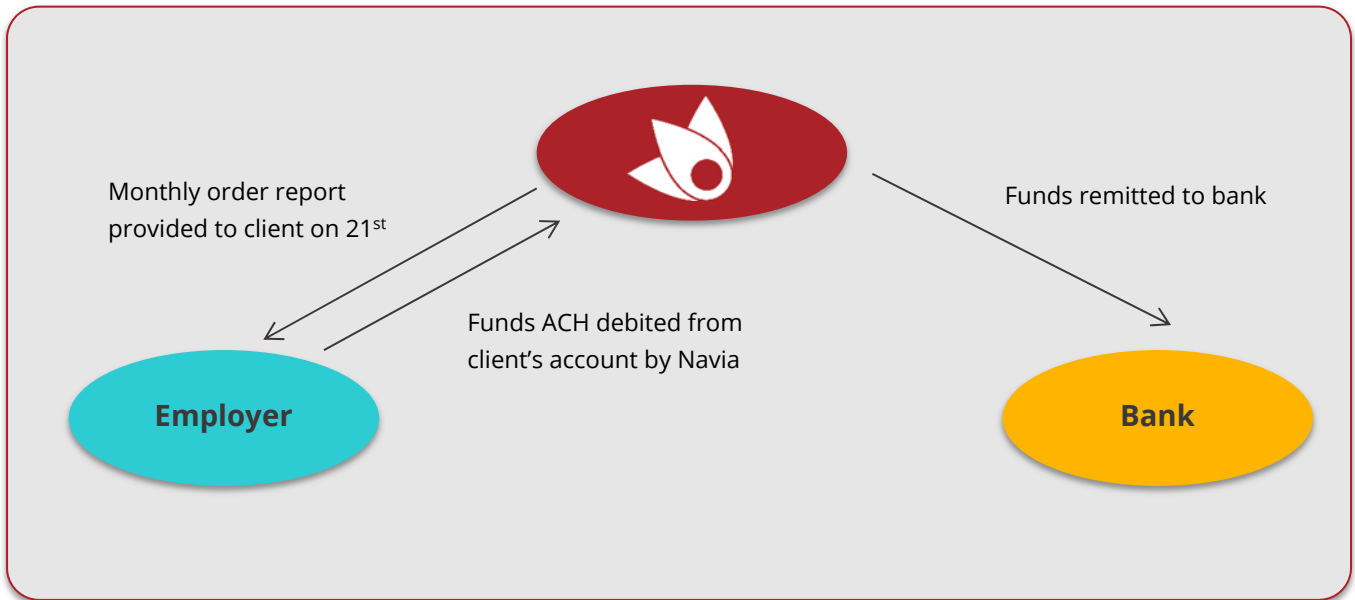 Monthly order report
provided to client on 21st
Funds remitted to bank
Funds ACH debited from
client’s account by Navia
Employer
Bank